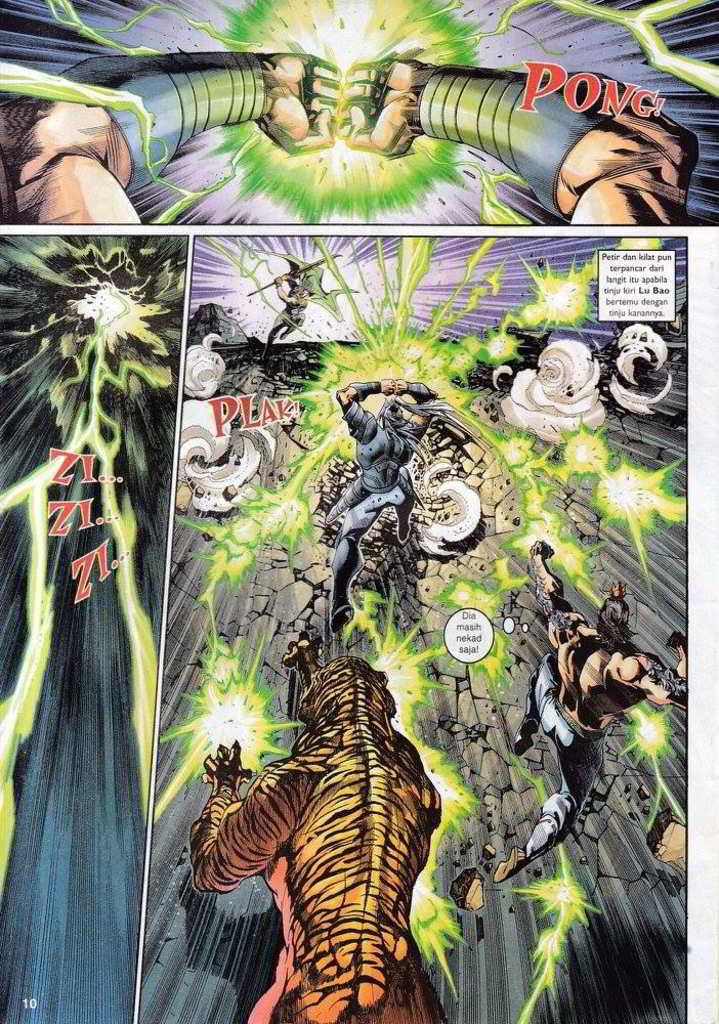 PONG!
ZI...
ZI...
ZI...
PLAK!
Petir dan kilat pun
terpancar dari
langit itu apabila
tinju kiri Lu Bao
bertemu dengan
tinju kanannya.
Dia
masih
nekad
saja!
10